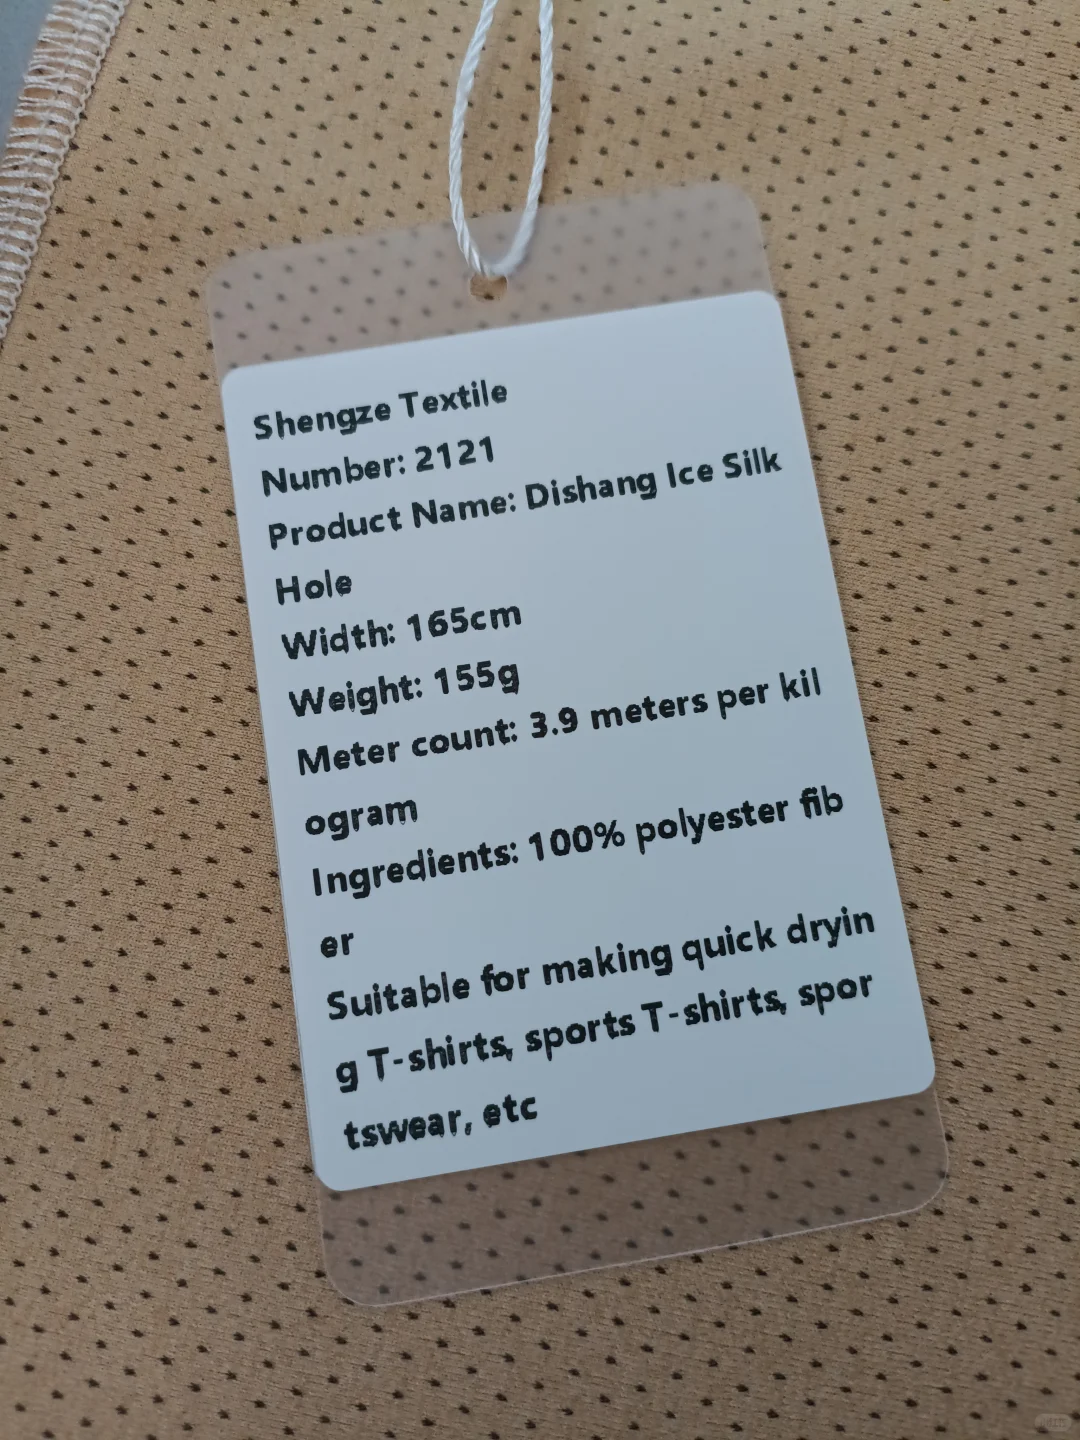 Shengze Textile
Number: 2121
Product Name: Dishang Ice Silk
Hole
Width: 165cm
Weight: 155g
Meter count: 3.9 meters per kil
ogram
Ingredients: 100% polyester fib
er
Suitable for making quick dryin
g T-shirts, sports T-shirts, spor
tswear, etc